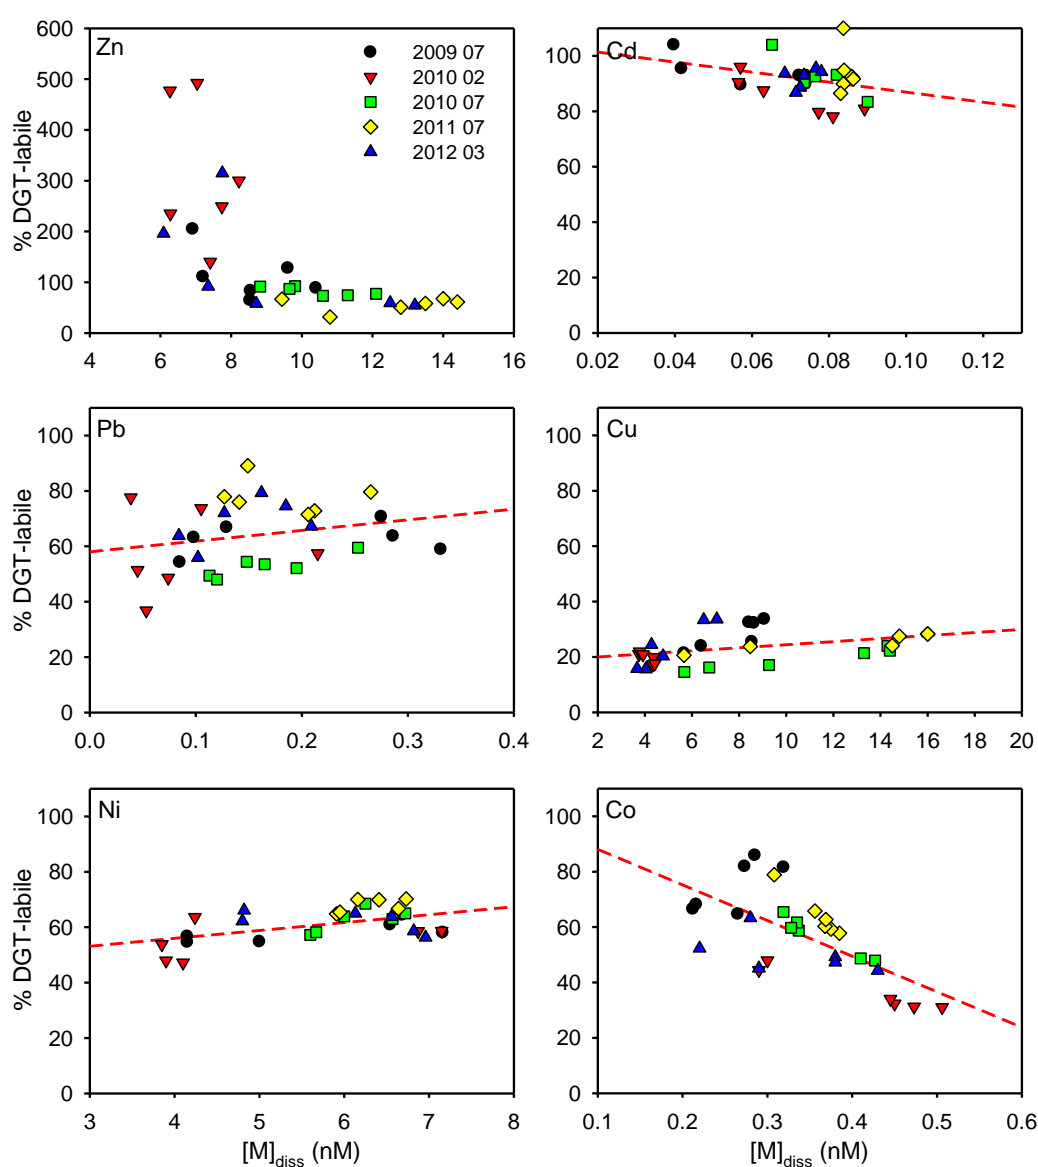 600
500
400
300
200
100
0
% DGT-labile
Zn
2009 07
2010 02
2010 07
2011 07
2012 03
4 6 8 10 12 14 16
100
80
60
40
20
0
Cd
0.02 0.04 0.06 0.08 0.10 0.12
100
80
60
40
20
0
% DGT-labile
Pb
0.0 0.1 0.2 0.3 0.4
100
80
60
40
20
0
Cu
2 4 6 8 10 12 14 16 18 20
100
80
60
40
20
0
% DGT-labile
Ni
3 4 5 6 7 8
[M]diss (nM)
100
80
60
40
20
0
Co
0.1 0.2 0.3 0.4 0.5 0.6
[M]diss (nM)